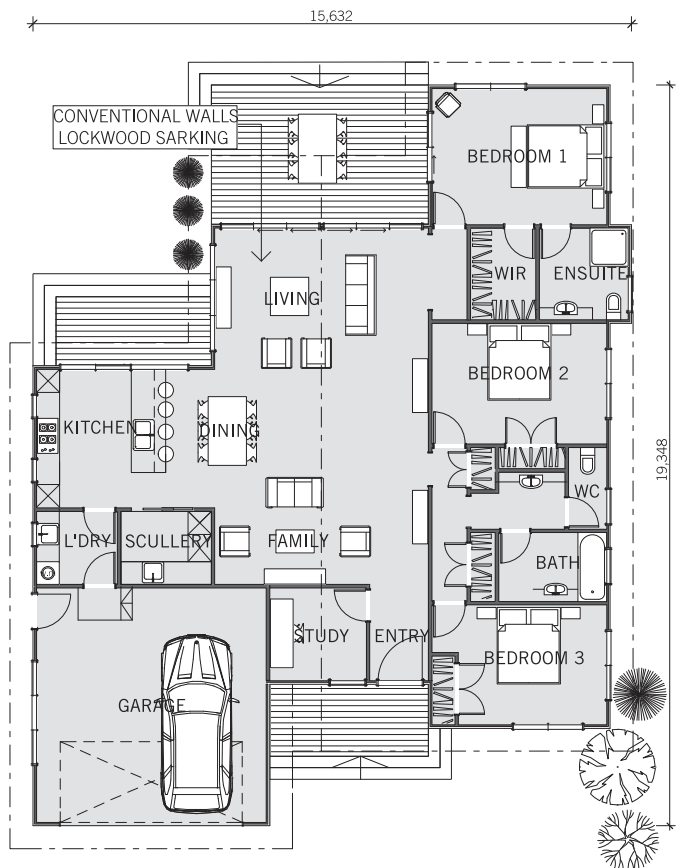 15,632
CONVENTIONAL WALLS
LOCKWOOD SARKING
BEDROOM 1
WIR
ENSUITE
LIVING
BEDROOM 2
19,348
KITCHEN
DINING
WC
L'DRY
SCULLERY
FAMILY
BATH
STUDY
ENTRY
BEDROOM 3
GARAGE